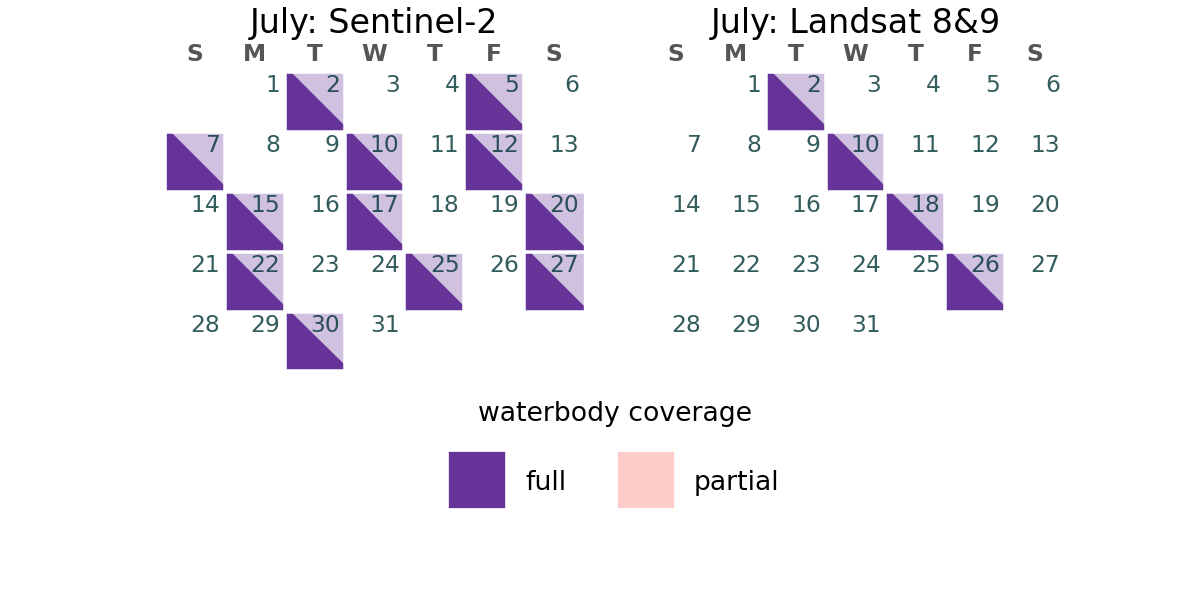 July: Sentinel-2
S M T W T F S
1 2 3 4 5 6
7 8 9 10 11 12 13
14 15 16 17 18 19 20
21 22 23 24 25 26 27
28 29 30 31
July: Landsat 8&9
S M T W T F S
1 2 3 4 5 6
7 8 9 10 11 12 13
14 15 16 17 18 19 20
21 22 23 24 25 26 27
28 29 30 31
waterbody coverage
full partial